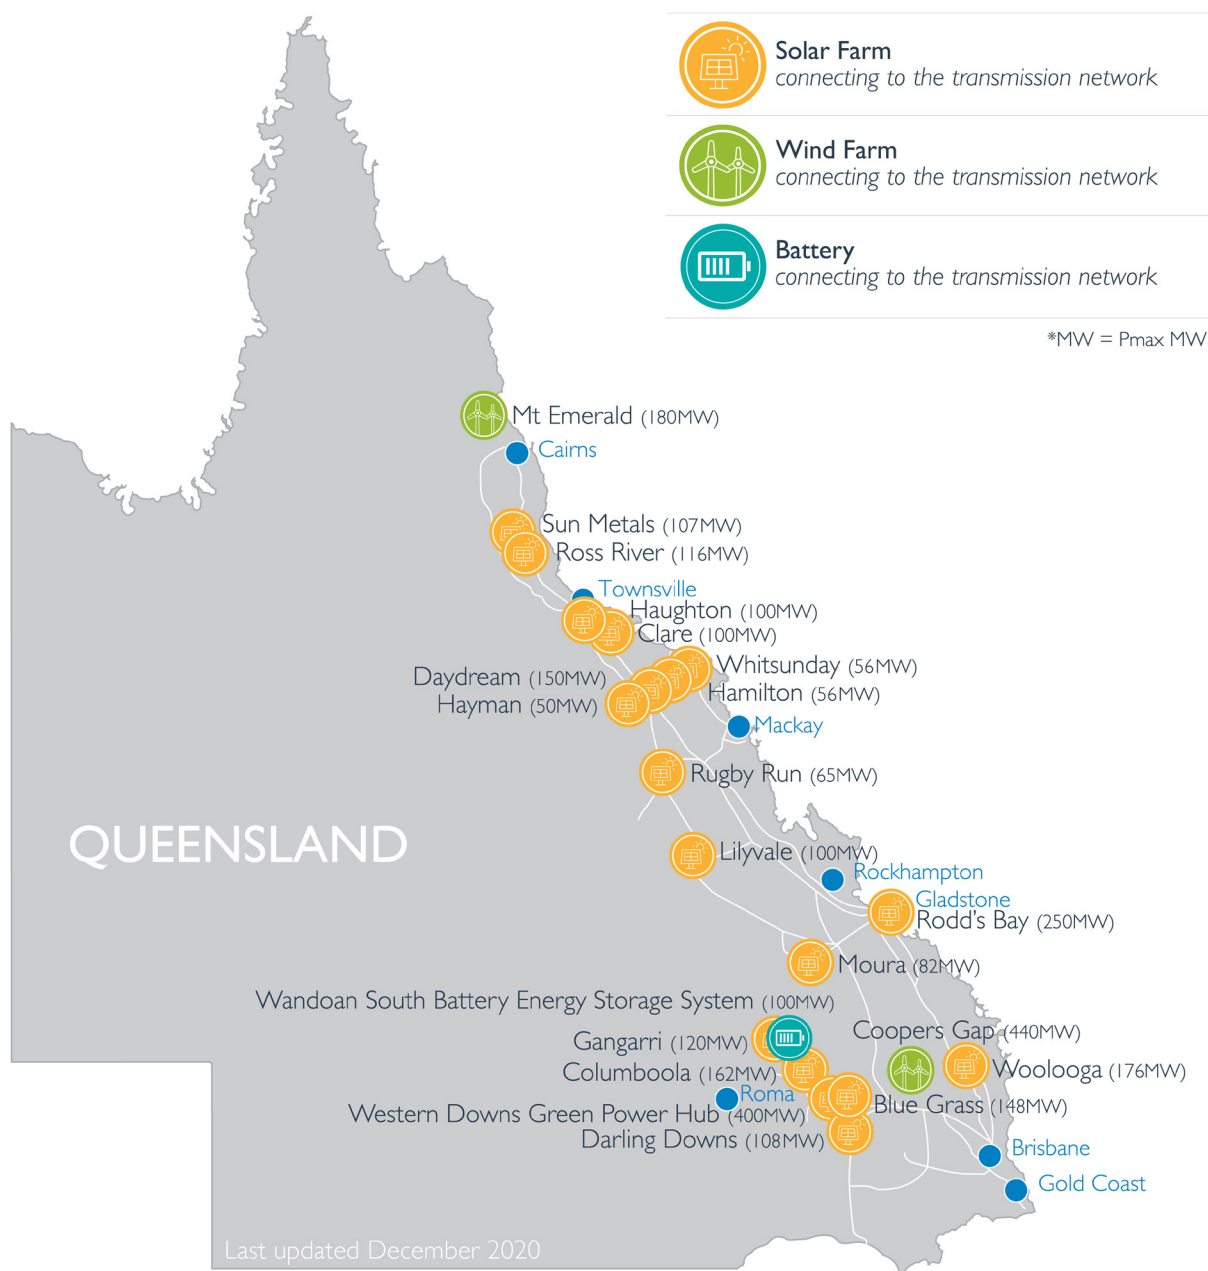 Solar Farm
connecting to the transmission network
Wind Farm
connecting to the transmission network
Battery
connecting to the transmission network
*MW = Pmax MW
Mt Emerald (180MW)
Cairns
Sun Metals (107MW)
Ross River (116MW)
Townsville
Haughton (100MW)
Clare (100MW)
Whitsunday (56MW)
Daydream (150MW)
Hamilton (56MW)
Hayman (50MW)
Mackay
Rugby Run (65MW)
QUEENSLAND
Lilyvale (100MW)
Rockhampton
Gladstone
Rodd's Bay (250MW)
Moura (82MW)
Wandoan South Battery Energy Storage System (100MW)
Coopers Gap (440MW)
Gangarri (120MW)
Woolooga (176MW)
Columboola (162MW)
Roma
Blue Grass (148MW)
Western Downs Green Power Hub (400MW)
Darling Downs (108MW)
Brisbane
Gold Coast
Last updated December 2020